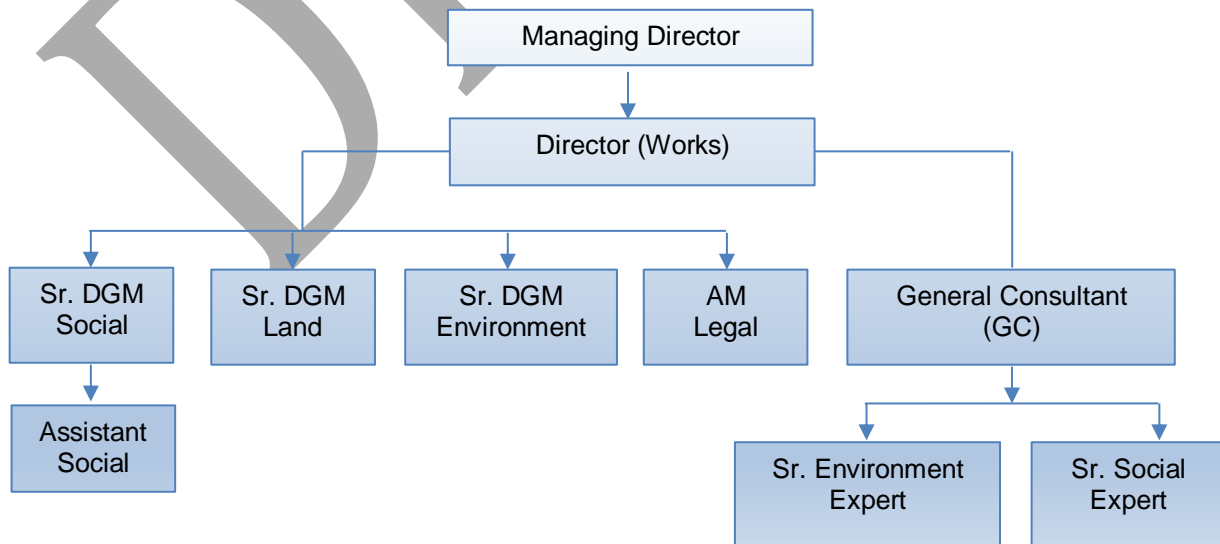 Managing Director
Director (Works)
Sr. DGM
Social
Sr. DGM
Land
Sr. DGM
Environment
AM
Legal
General Consultant
(GC)
Assistant
Social
Sr. Environment
Expert
Sr. Social
Expert